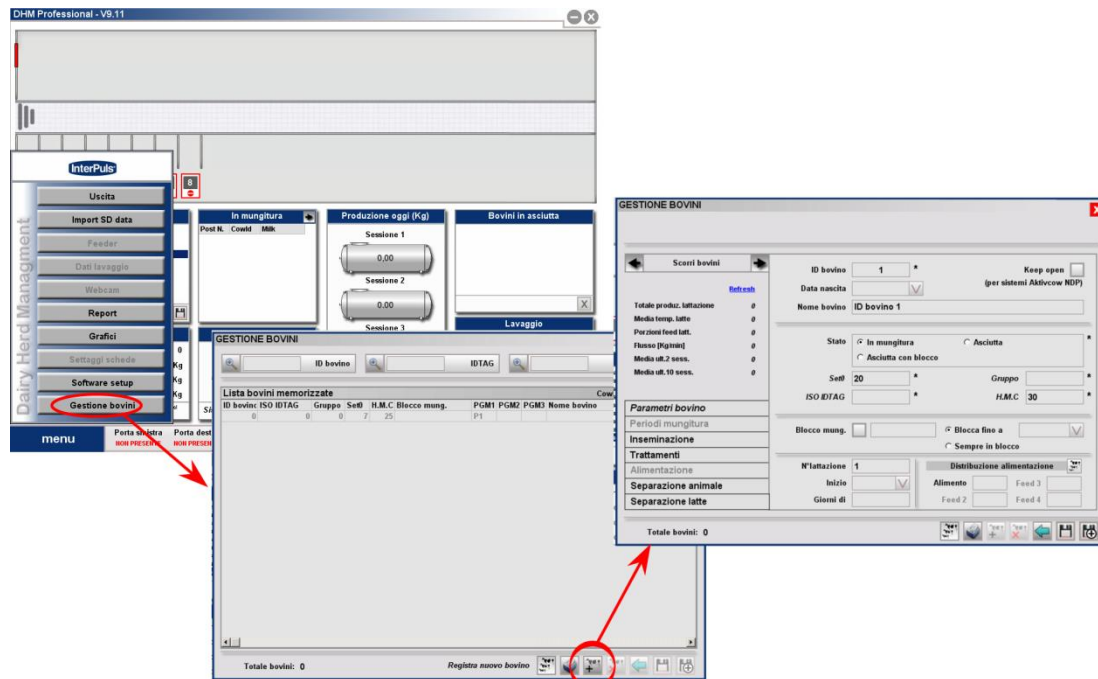 DHM Professional - V9.11
InterPuls
Dairy Herd Managment
Uscita
Import SD data
Feeder
Dati lavaggio
Webcam
Report
Grafici
Settaggi schede
Software setup
Gestione bovini
menu
8
In mungitura
Post N. CowId Milk
Produzione oggi (Kg)
Sessione 1
0,00
Sessione 2
0.00
Sessione 3
Bovini in asciutta
X
Lavaggio
0
Kg
Kg
Kg
Porta sinistra
NON PRESENTE
Porta dest
NON PRESEN
GESTIONE BOVINI
ID bovino
IDTAG
Lista bovini memorizzate
Cow
ID bovinc ISO IDTAG Gruppo Set0 H.M.C Blocco mung. PGM1 PGM2 PGM3 Nome bovino
0 0 0 7 25 P1
Totale bovini: 0
Registra nuovo bovino
GESTIONE BOVINI
X
Scorri bovini
Refresh
Totale produz. lattazione 0
Media temp. latte 0
Porzioni feed latt. 0
Flusso [Kg/min] 0
Media ult.2 sess. 0
Media ult.10 sess. 0
Parametri bovino
Periodi mungitura
Inseminazione
Trattamenti
Alimentazione
Separazione animale
Separazione latte
ID bovino 1 *
Keep open
(per sistemi Aktivcow NDP)
Data nascita
Nome bovino ID bovino 1
Stato In mungitura Asciutta *
Asciutta con blocco
Set0 20 * Gruppo
ISO IDTAG * H.M.C 30 *
Blocco mung. Blocca fino a
Sempre in blocco
N°lattazione 1
Inizio
Giorni di
Distribuzione alimentazione
Alimento Feed 3
Feed 2 Feed 4
Totale bovini: 0